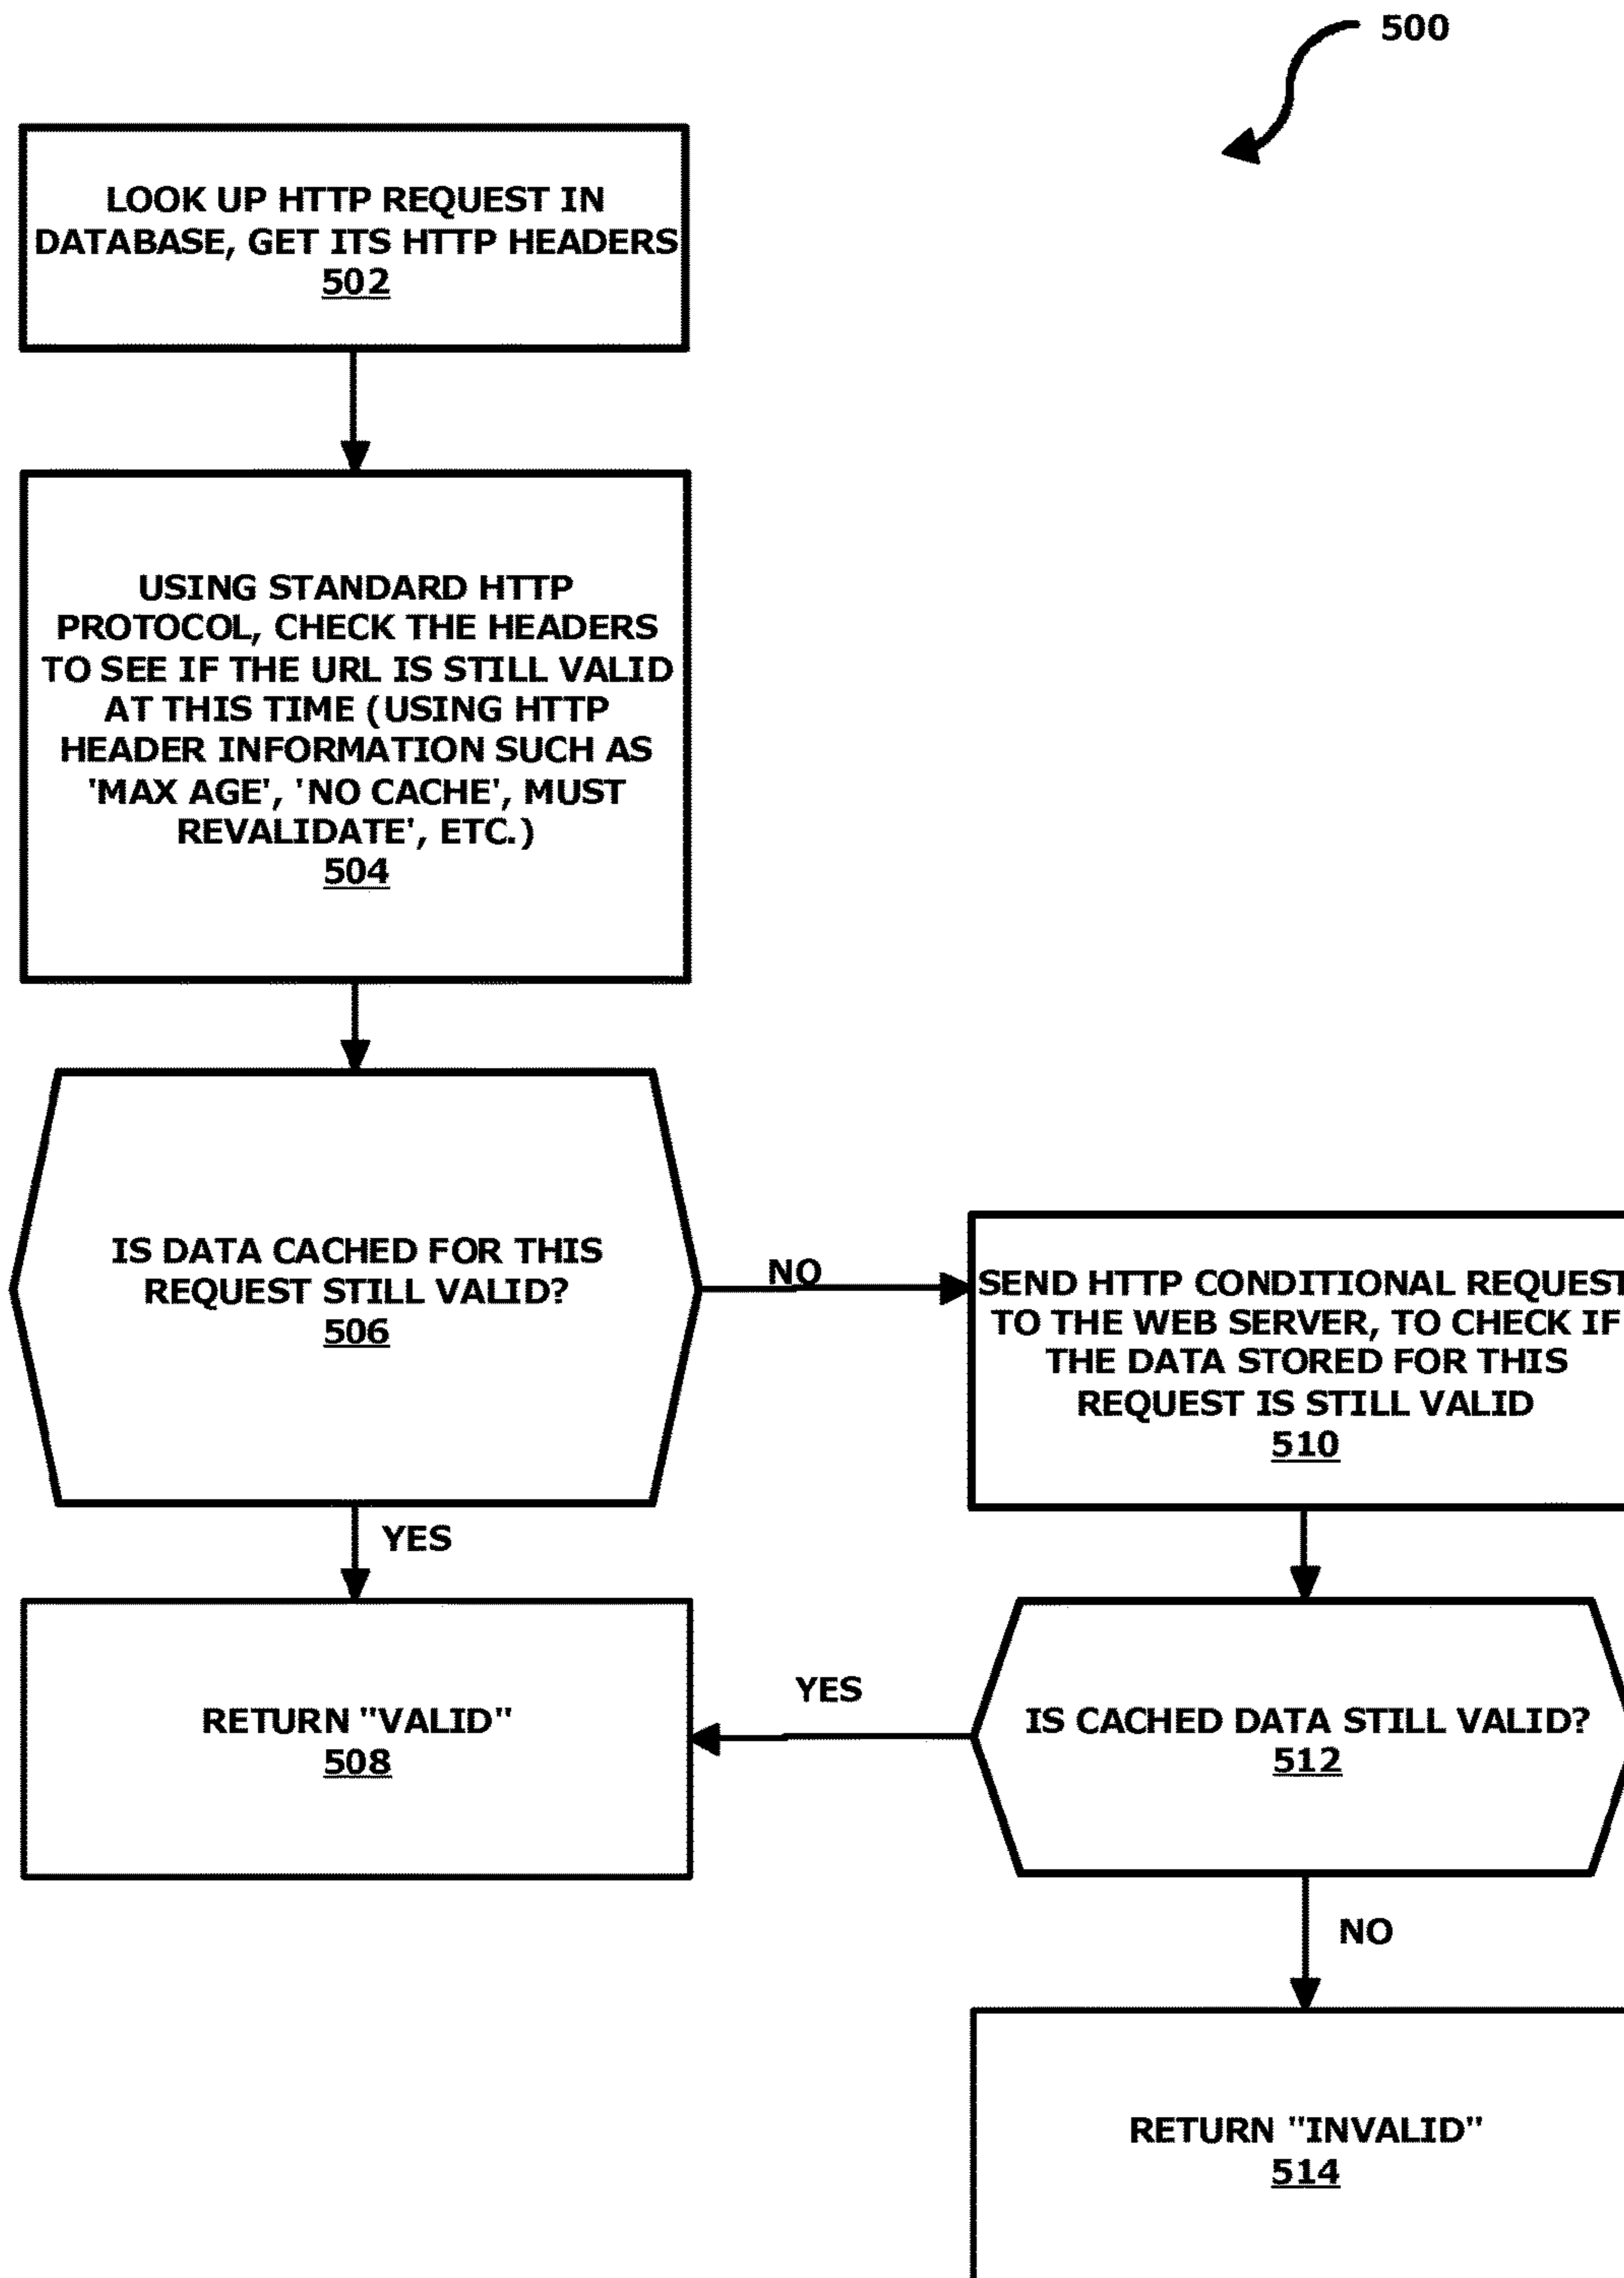 500
LOOK UP HTTP REQUEST IN
DATABASE, GET ITS HTTP HEADERS
502
USING STANDARD HTTP
PROTOCOL, CHECK THE HEADERS
TO SEE IF THE URL IS STILL VALID
AT THIS TIME (USING HTTP
HEADER INFORMATION SUCH AS
'MAX AGE', 'NO CACHE', MUST
REVALIDATE', ETC.)
504
IS DATA CACHED FOR THIS
REQUEST STILL VALID?
506
NO
SEND HTTP CONDITIONAL REQUEST
TO THE WEB SERVER, TO CHECK IF
THE DATA STORED FOR THIS
REQUEST IS STILL VALID
510
YES
RETURN "VALID"
508
YES
IS CACHED DATA STILL VALID?
512
NO
RETURN "INVALID"
514